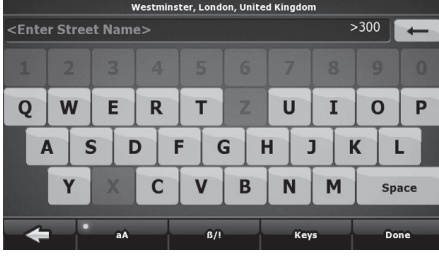 Westminster, London, United Kingdom
<Enter Street Name> >300
1 2 3 4 5 6 7 8 9 0
Q W E R T Z U I O P
A S D F G H J K L
Y X C V B N M Space
aA ß/! Keys Done